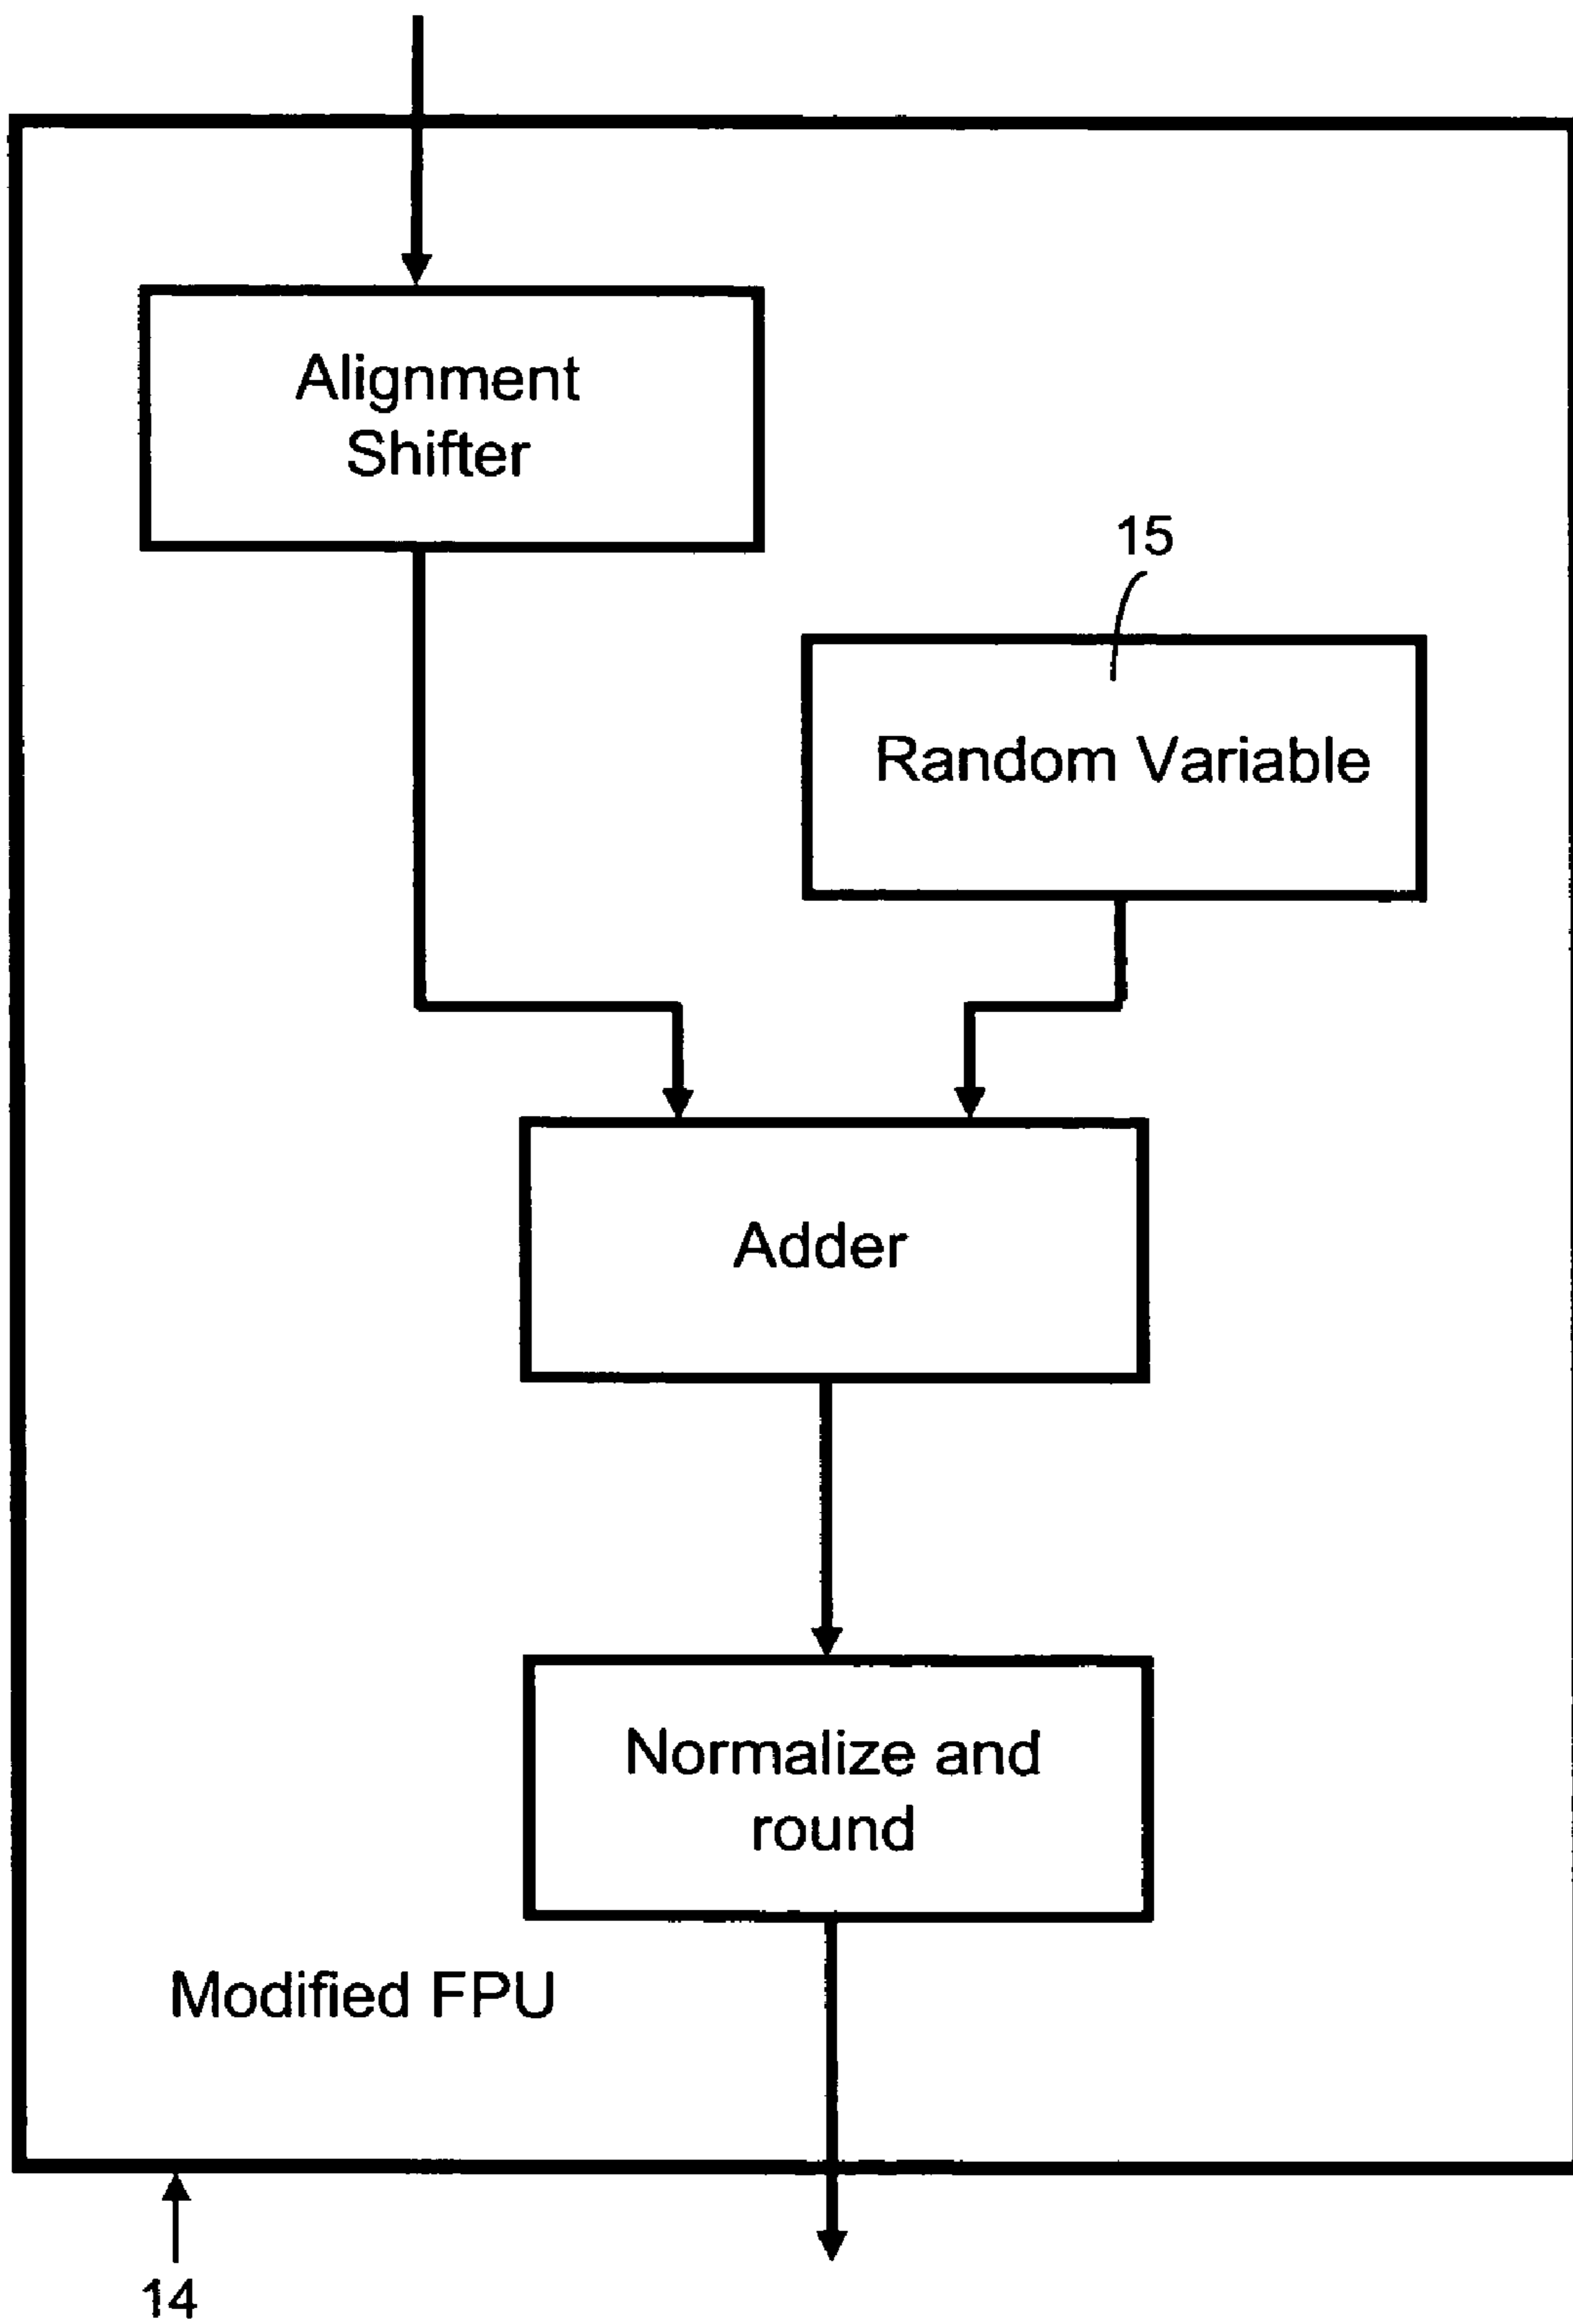 Alignment
Shifter
15
Random Variable
Adder
Normalize and
round
Modified FPU
14